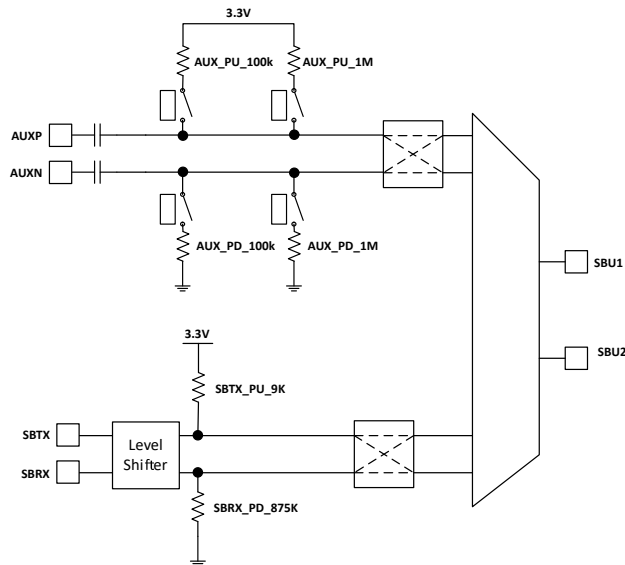 3.3V
AUX_PU_100k
AUX_PU_1M
AUXP
AUXN
AUX_PD_100k
AUX_PD_1M
SBU1
SBU2
3.3V
SBTX_PU_9K
SBTX
Level
Shifter
SBRX
SBRX_PD_875K